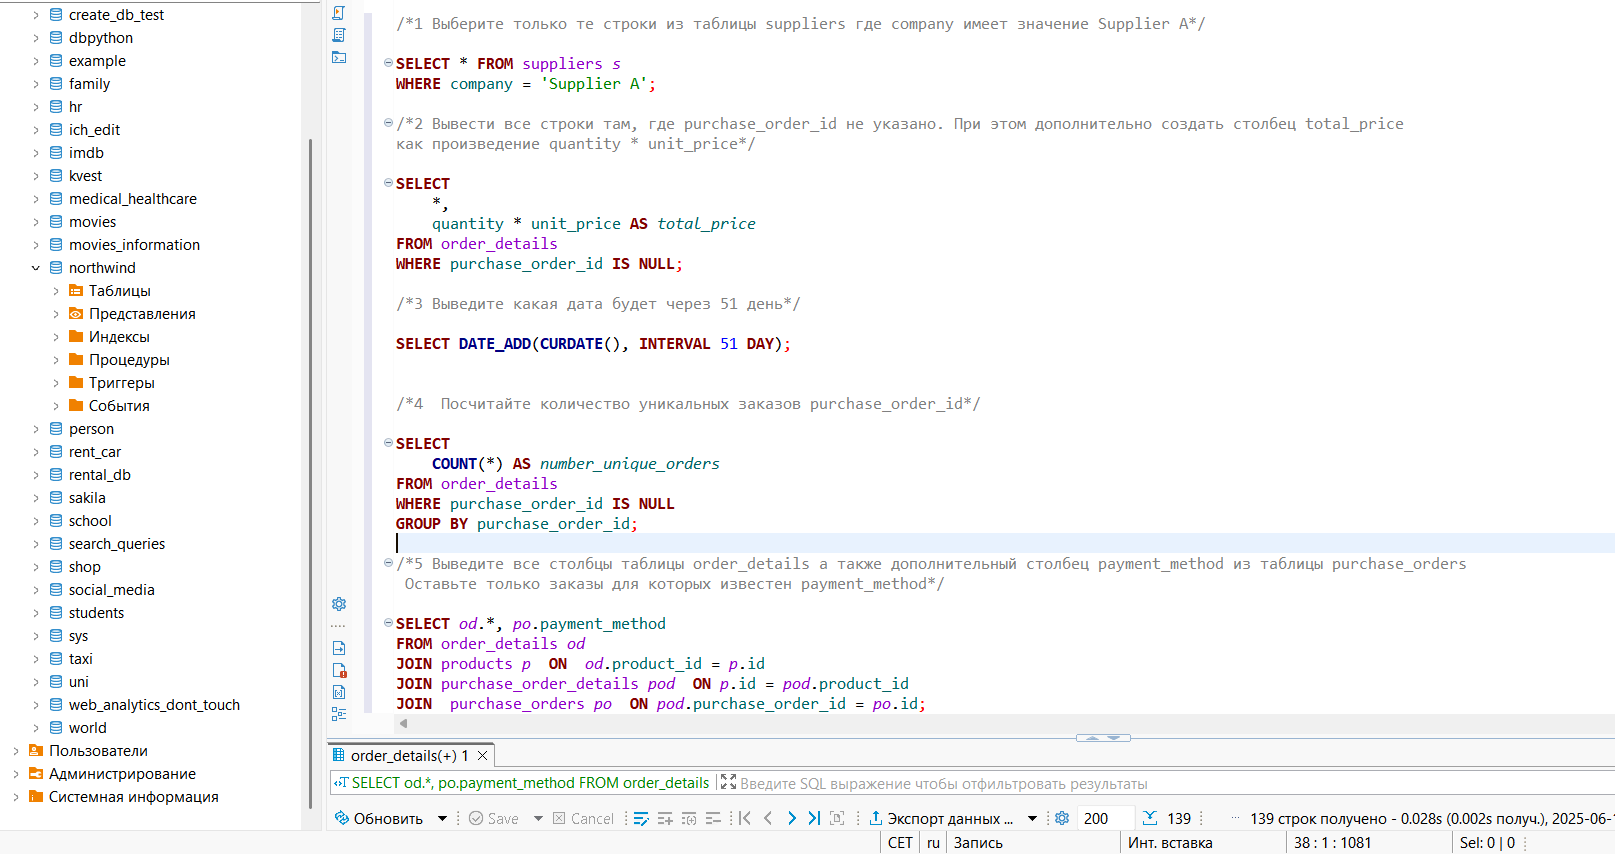 create_db_test
dbpython
example
family
hr
ich_edit
imdb
kvest
medical_healthcare
movies
movies_information
northwind
Таблицы
Представления
Индексы
Процедуры
Триггеры
События
person
rent_car
rental_db
sakila
school
search_queries
shop
social_media
students
sys
taxi
uni
web_analytics_dont_touch
world
Пользователи
Администрирование
Системная информация
/*1 Выберите только те строки из таблицы suppliers где company имеет значение Supplier A*/
SELECT * FROM suppliers s
WHERE company = 'Supplier A';
/*2 Вывести все строки там, где purchase_order_id не указано. При этом дополнительно создать столбец total_price
как произведение quantity * unit_price*/
SELECT
*,
quantity * unit_price AS total_price
FROM order_details
WHERE purchase_order_id IS NULL;
/*3 Выведите какая дата будет через 51 день*/
SELECT DATE_ADD(CURDATE(), INTERVAL 51 DAY);
/*4  Посчитайте количество уникальных заказов purchase_order_id*/
SELECT
COUNT(*) AS number_unique_orders
FROM order_details
WHERE purchase_order_id IS NULL
GROUP BY purchase_order_id;
/*5 Выведите все столбцы таблицы order_details а также дополнительный столбец payment_method из таблицы purchase_orders
Оставьте только заказы для которых известен payment_method*/
SELECT od.*, po.payment_method
FROM order_details od
JOIN products p  ON  od.product_id = p.id
JOIN purchase_order_details pod  ON p.id = pod.product_id
JOIN  purchase_orders po  ON pod.purchase_order_id = po.id;
order_details(+) 1
SELECT od.*, po.payment_method FROM order_details Введите SQL выражение чтобы отфильтровать результаты
Обновить Save Cancel Экспорт данных ... 200 139 139 строк получено - 0.028s (0.002s получ.), 2025-06-
CET ru Запись Инт. вставка 38 : 1 : 1081 Sel: 0 | 0